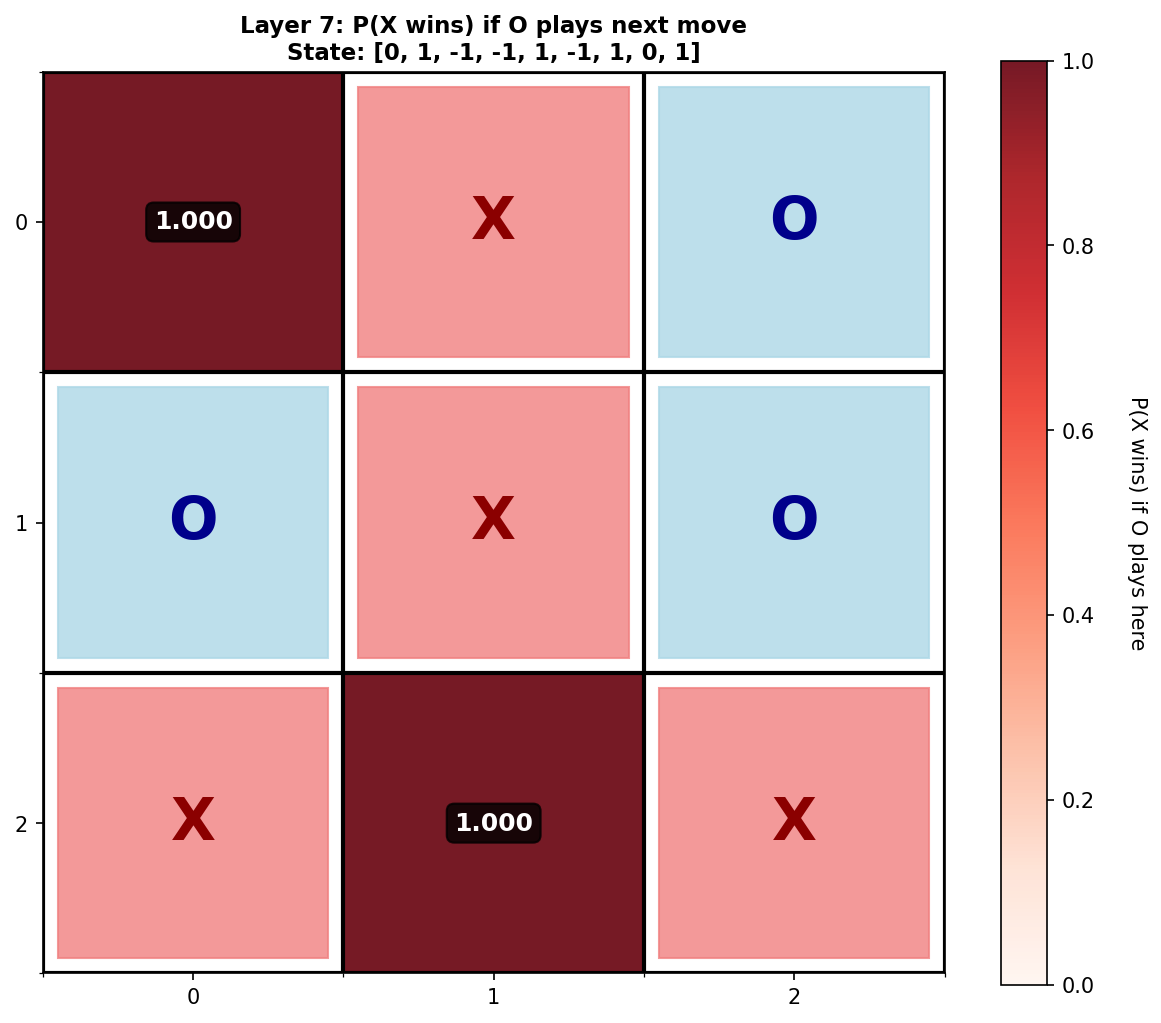 Layer 7: P(X wins) if O plays next move
State: [0, 1, -1, -1, 1, -1, 1, 0, 1]
0
1.000
X
O
1
O
X
O
2
X
1.000
X
0
1
2
1.0
0.8
0.6
0.4
0.2
0.0
P(X wins) if O plays here